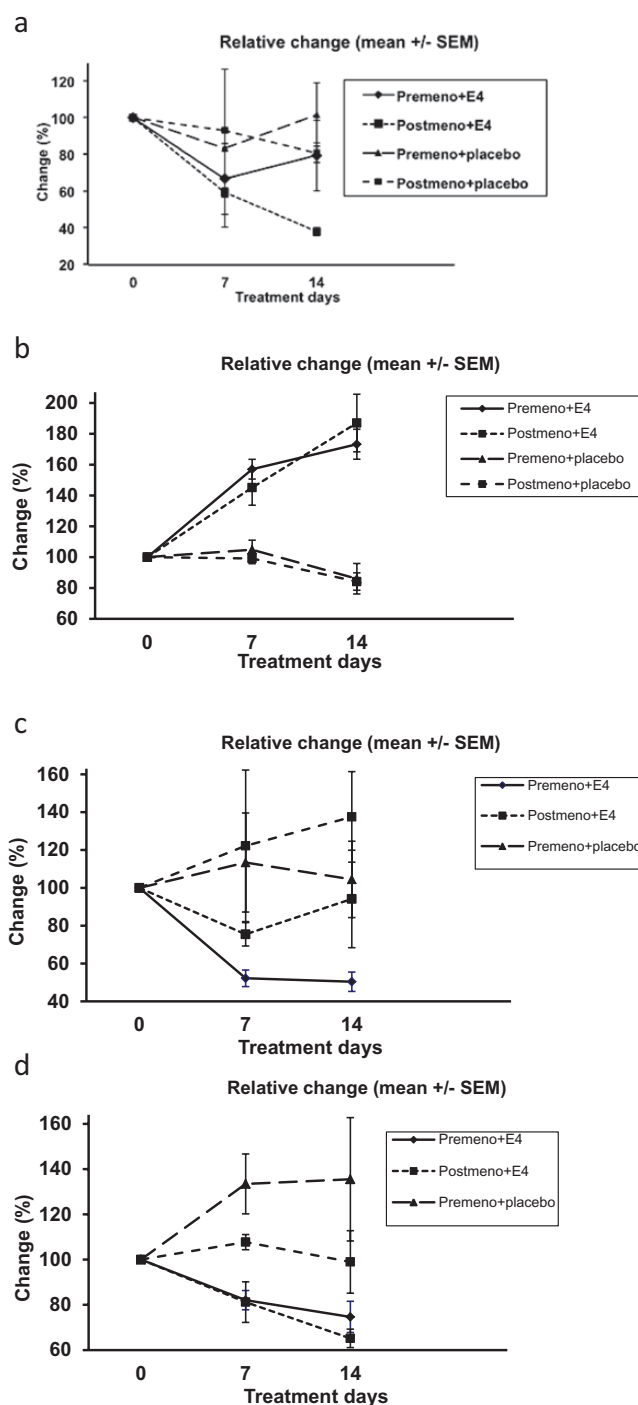 a
Relative change (mean +/- SEM)
120
100
80
60
40
20
Change (%)
0
7
14
Treatment days
Premeno+E4
Postmeno+E4
Premeno+placebo
Postmeno+placebo
b
Relative change (mean +/- SEM)
200
180
160
140
120
100
80
60
Change (%)
0
7
14
Treatment days
Premeno+E4
Postmeno+E4
Premeno+placebo
Postmeno+placebo
c
Relative change (mean +/- SEM)
160
140
120
100
80
60
40
Change (%)
0
7
14
Treatment days
Premeno+E4
Postmeno+E4
Premeno+placebo
d
Relative change (mean +/- SEM)
160
140
120
100
80
60
Change (%)
0
7
14
Treatment days
Premeno+E4
Postmeno+E4
Premeno+placebo